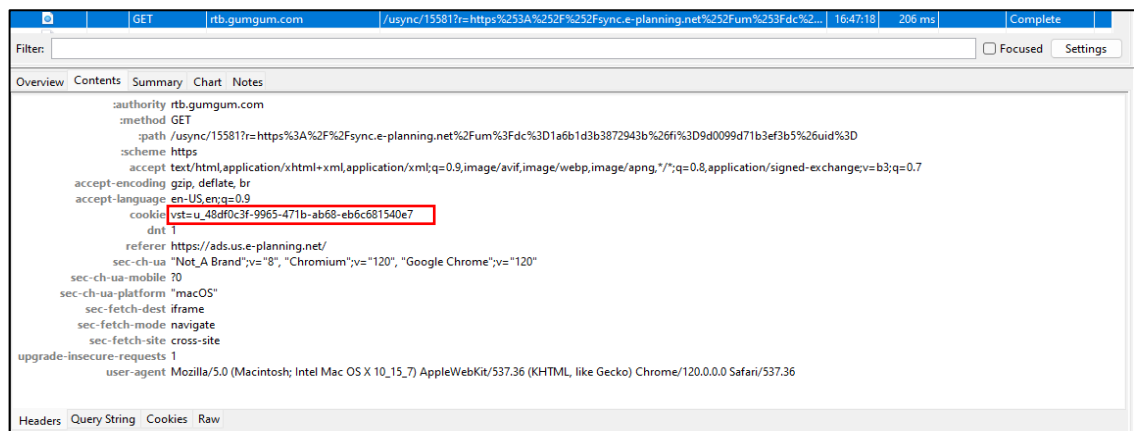 GET rtb.gumgum.com /usync/15581?r=https%253A%252F%252Fsync.e-planning.net%252Fum%253Fdc%2... 16:47:18 206 ms Complete
Filter: Focused Settings
Overview Contents Summary Chart Notes
:authority rtb.gumgum.com
:method GET
:path /usync/15581?r=https%3A%2F%2Fsync.e-planning.net%2Fum%3Fdc%3D1a6b1d3b3872943b%26fi%3D9d0099d71b3ef3b5%26uid%3D
:scheme https
accept text/html,application/xhtml+xml,application/xml;q=0.9,image/avif,image/webp,image/apng,*/*;q=0.8,application/signed-exchange;v=b3;q=0.7
accept-encoding gzip, deflate, br
accept-language en-US,en;q=0.9
cookie vst=u_48df0c3f-9965-471b-ab68-eb6c681540e7
dnt 1
referer https://ads.us.e-planning.net/
sec-ch-ua "Not_A Brand";v="8", "Chromium";v="120", "Google Chrome";v="120"
sec-ch-ua-mobile ?0
sec-ch-ua-platform "macOS"
sec-fetch-dest iframe
sec-fetch-mode navigate
sec-fetch-site cross-site
upgrade-insecure-requests 1
user-agent Mozilla/5.0 (Macintosh; Intel Mac OS X 10_15_7) AppleWebKit/537.36 (KHTML, like Gecko) Chrome/120.0.0.0 Safari/537.36
Headers Query String Cookies Raw